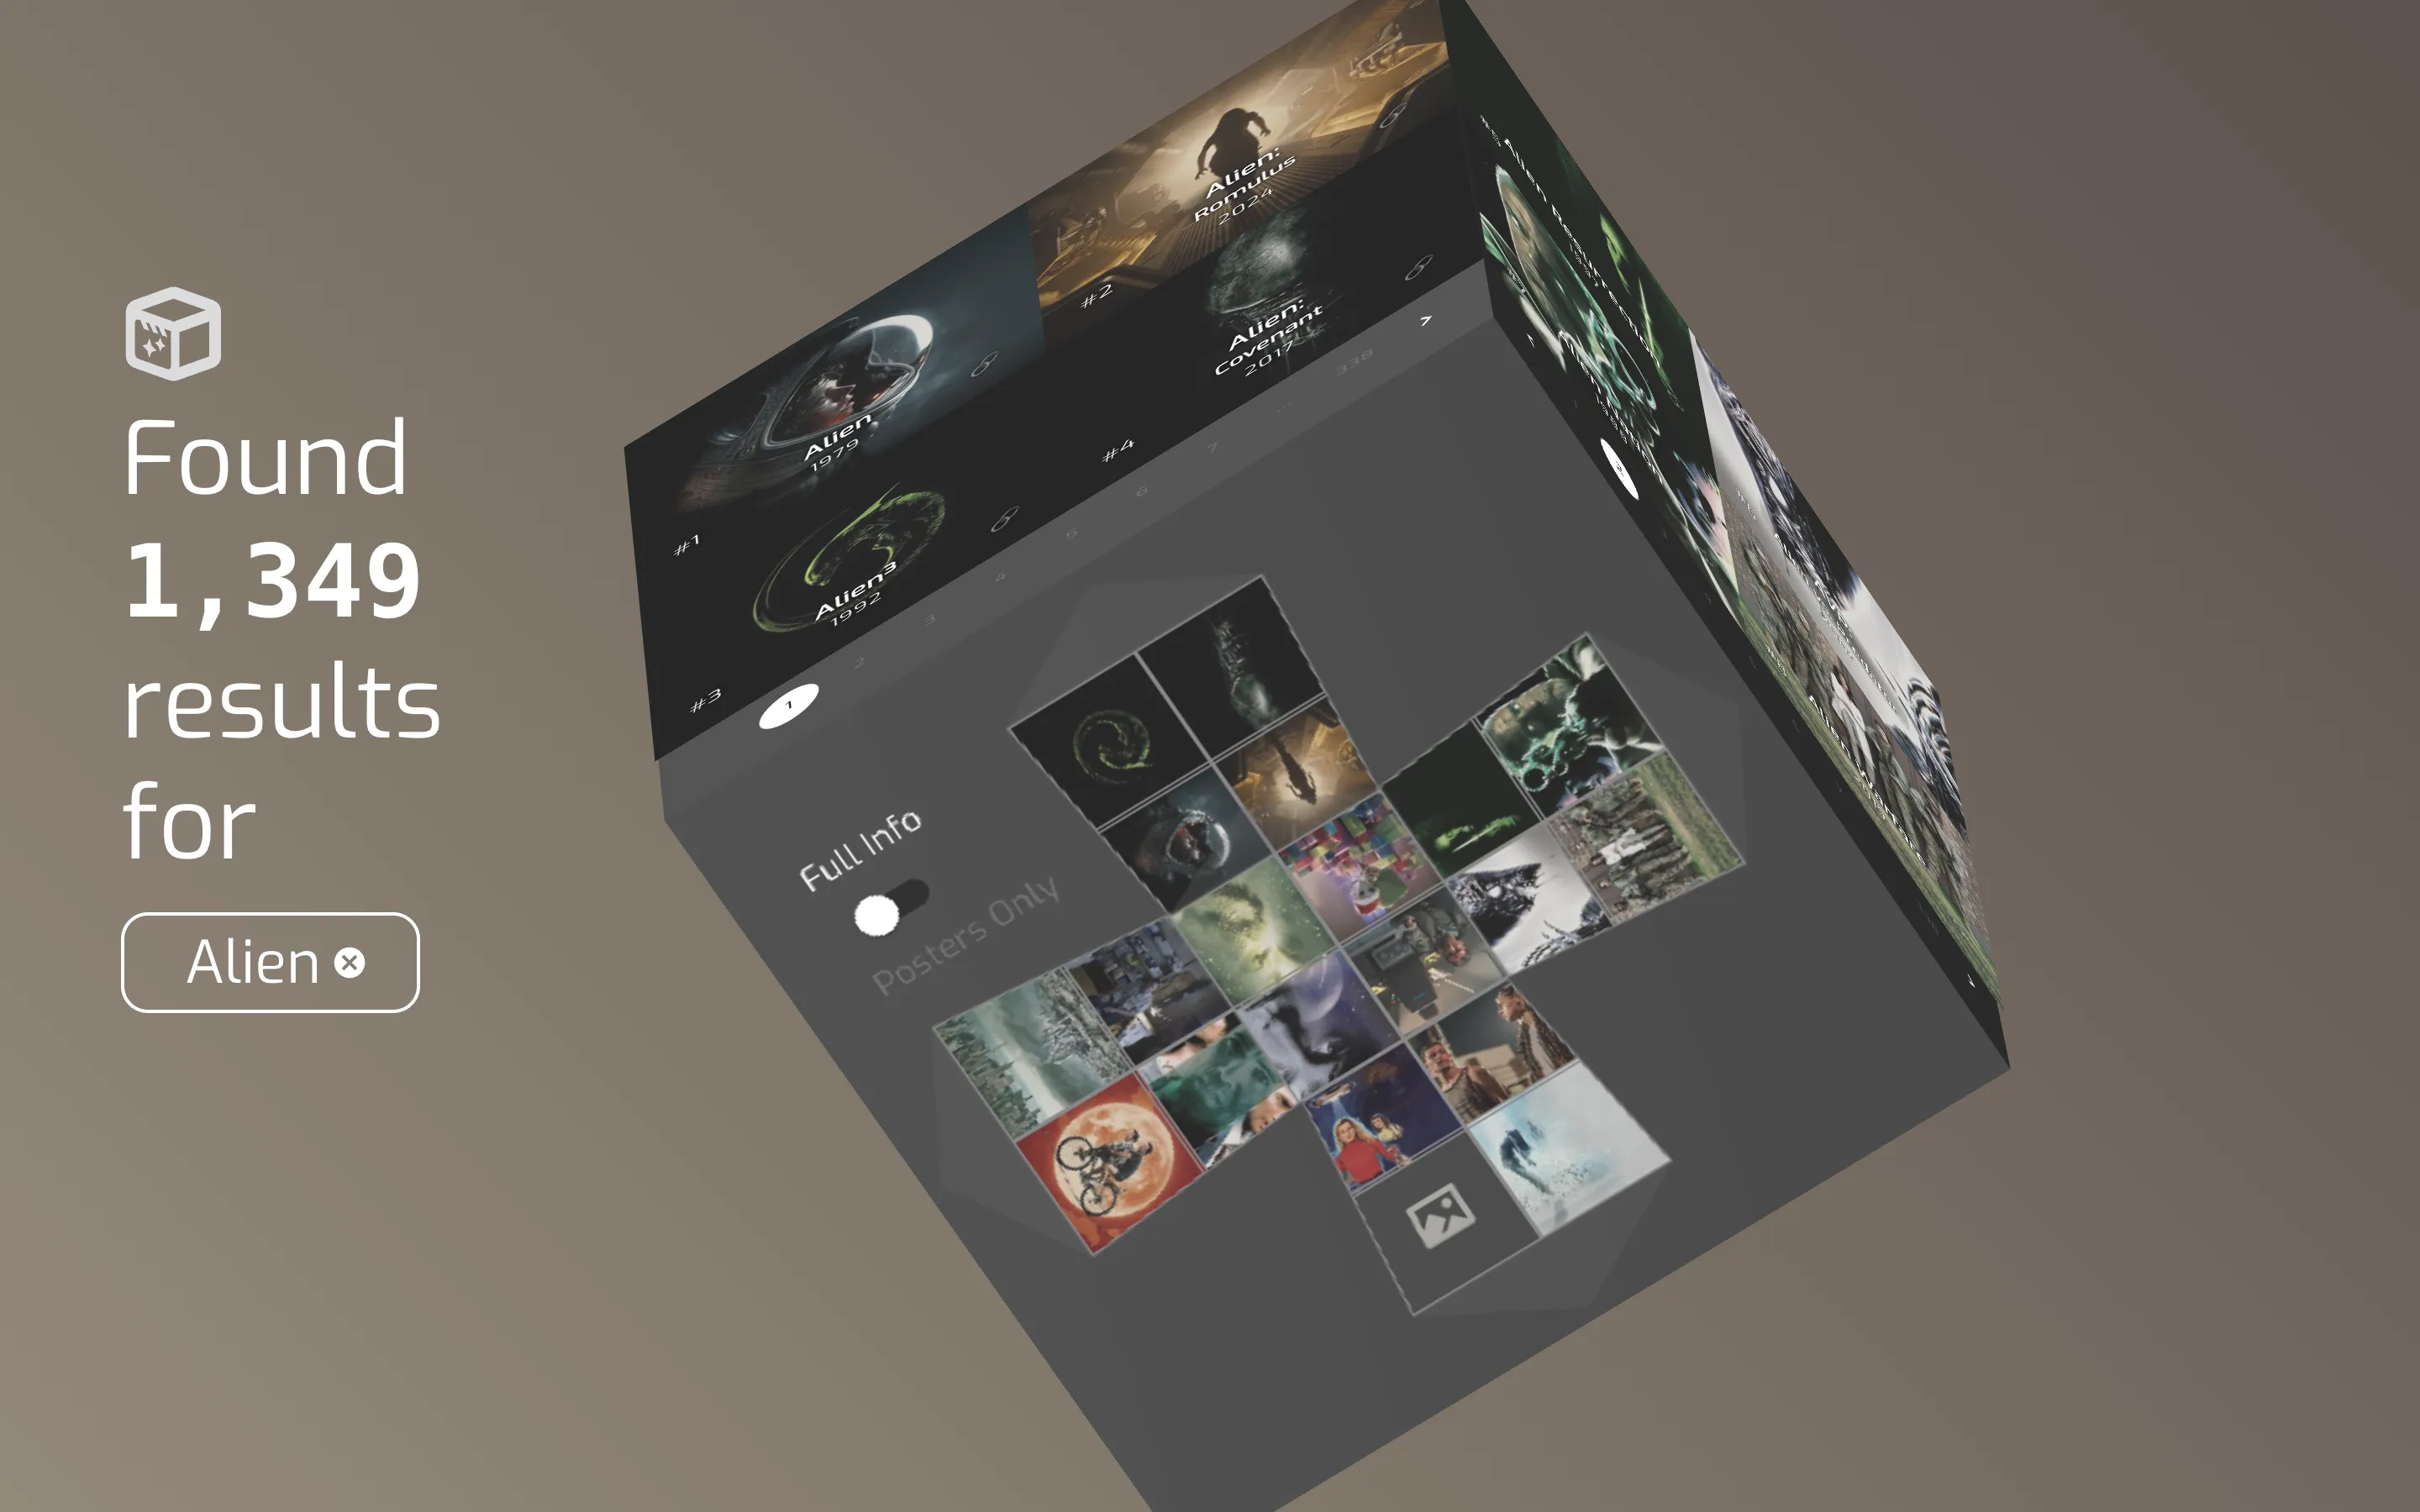 Found
1,349
results
for
Alien
Alien:
Romulus
2024
#2
Alien
1979
#1
Alien:
Covenant
2017
#4
Alien3
1992
#3
1
2
3
4
5
6
7
...
338
>
Full Info
Posters Only